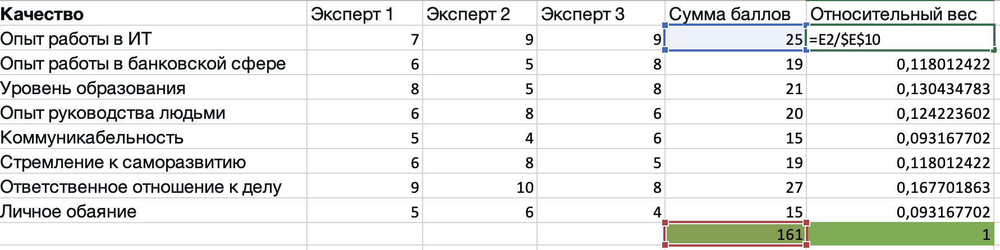 Качество Эксперт 1 Эксперт 2 Эксперт 3 Сумма баллов Относительный вес
Опыт работы в ИТ 7 9 9 25 =E2/$E$10
Опыт работы в банковской сфере 6 5 8 19 0,118012422
Уровень образования 8 5 8 21 0,130434783
Опыт руководства людьми 6 8 6 20 0,124223602
Коммуникабельность 5 4 6 15 0,093167702
Стремление к саморазвитию 6 8 5 19 0,118012422
Ответственное отношение к делу 9 10 8 27 0,167701863
Личное обаяние 5 6 4 15 0,093167702
161 1